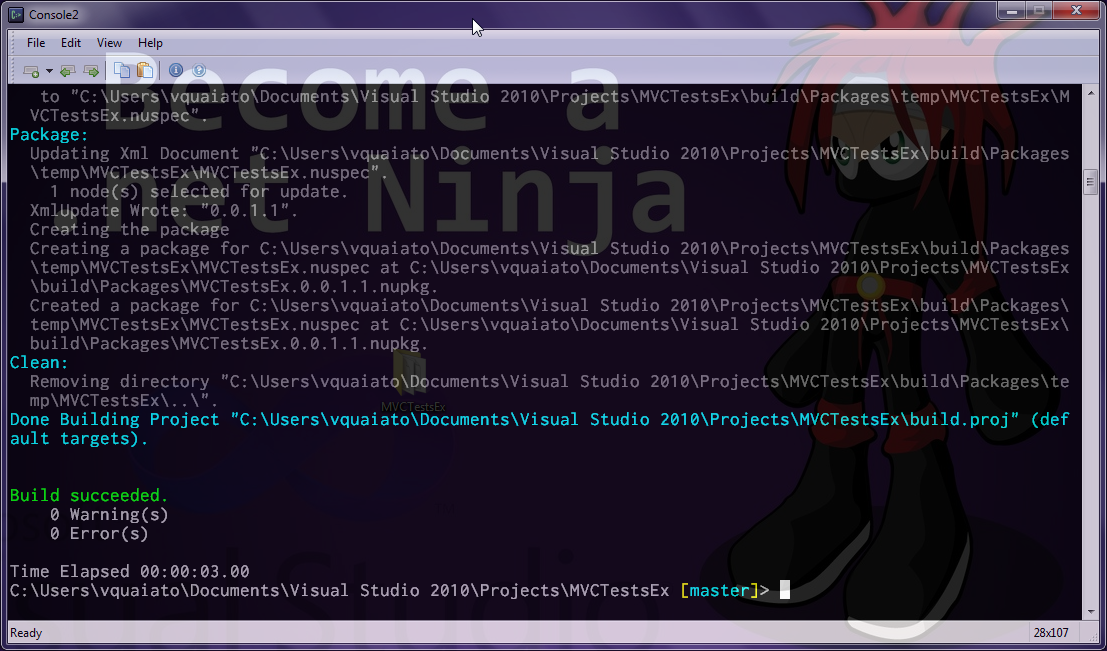 Console2
File Edit View Help
Become a
.net Ninja
to "C:\Users\vquaiato\Documents\Visual Studio 2010\Projects\MVCTestsEx\build\Packages\temp\MVCTestsEx\M
VCTestsEx.nuspec".
Package:
Updating Xml Document "C:\Users\vquaiato\Documents\Visual Studio 2010\Projects\MVCTestsEx\build\Packages
\temp\MVCTestsEx\MVCTestsEx.nuspec".
1 node(s) selected for update.
XmlUpdate Wrote: "0.0.1.1".
Creating the package
Creating a package for C:\Users\vquaiato\Documents\Visual Studio 2010\Projects\MVCTestsEx\build\Packages
\temp\MVCTestsEx\MVCTestsEx.nuspec at C:\Users\vquaiato\Documents\Visual Studio 2010\Projects\MVCTestsEx
\build\Packages\MVCTestsEx.0.0.1.1.nupkg.
Created a package for C:\Users\vquaiato\Documents\Visual Studio 2010\Projects\MVCTestsEx\build\Packages\
temp\MVCTestsEx\MVCTestsEx.nuspec at C:\Users\vquaiato\Documents\Visual Studio 2010\Projects\MVCTestsEx\
build\Packages\MVCTestsEx.0.0.1.1.nupkg.
Clean:
Removing directory "C:\Users\vquaiato\Documents\Visual Studio 2010\Projects\MVCTestsEx\build\Packages\te
mp\MVCTestsEx\..\".
MVCTestsEx
Done Building Project "C:\Users\vquaiato\Documents\Visual Studio 2010\Projects\MVCTestsEx\build.proj" (def
ault targets).
Build succeeded.
0 Warning(s)
0 Error(s)
Time Elapsed 00:00:03.00
C:\Users\vquaiato\Documents\Visual Studio 2010\Projects\MVCTestsEx [master]>
Ready
28x107